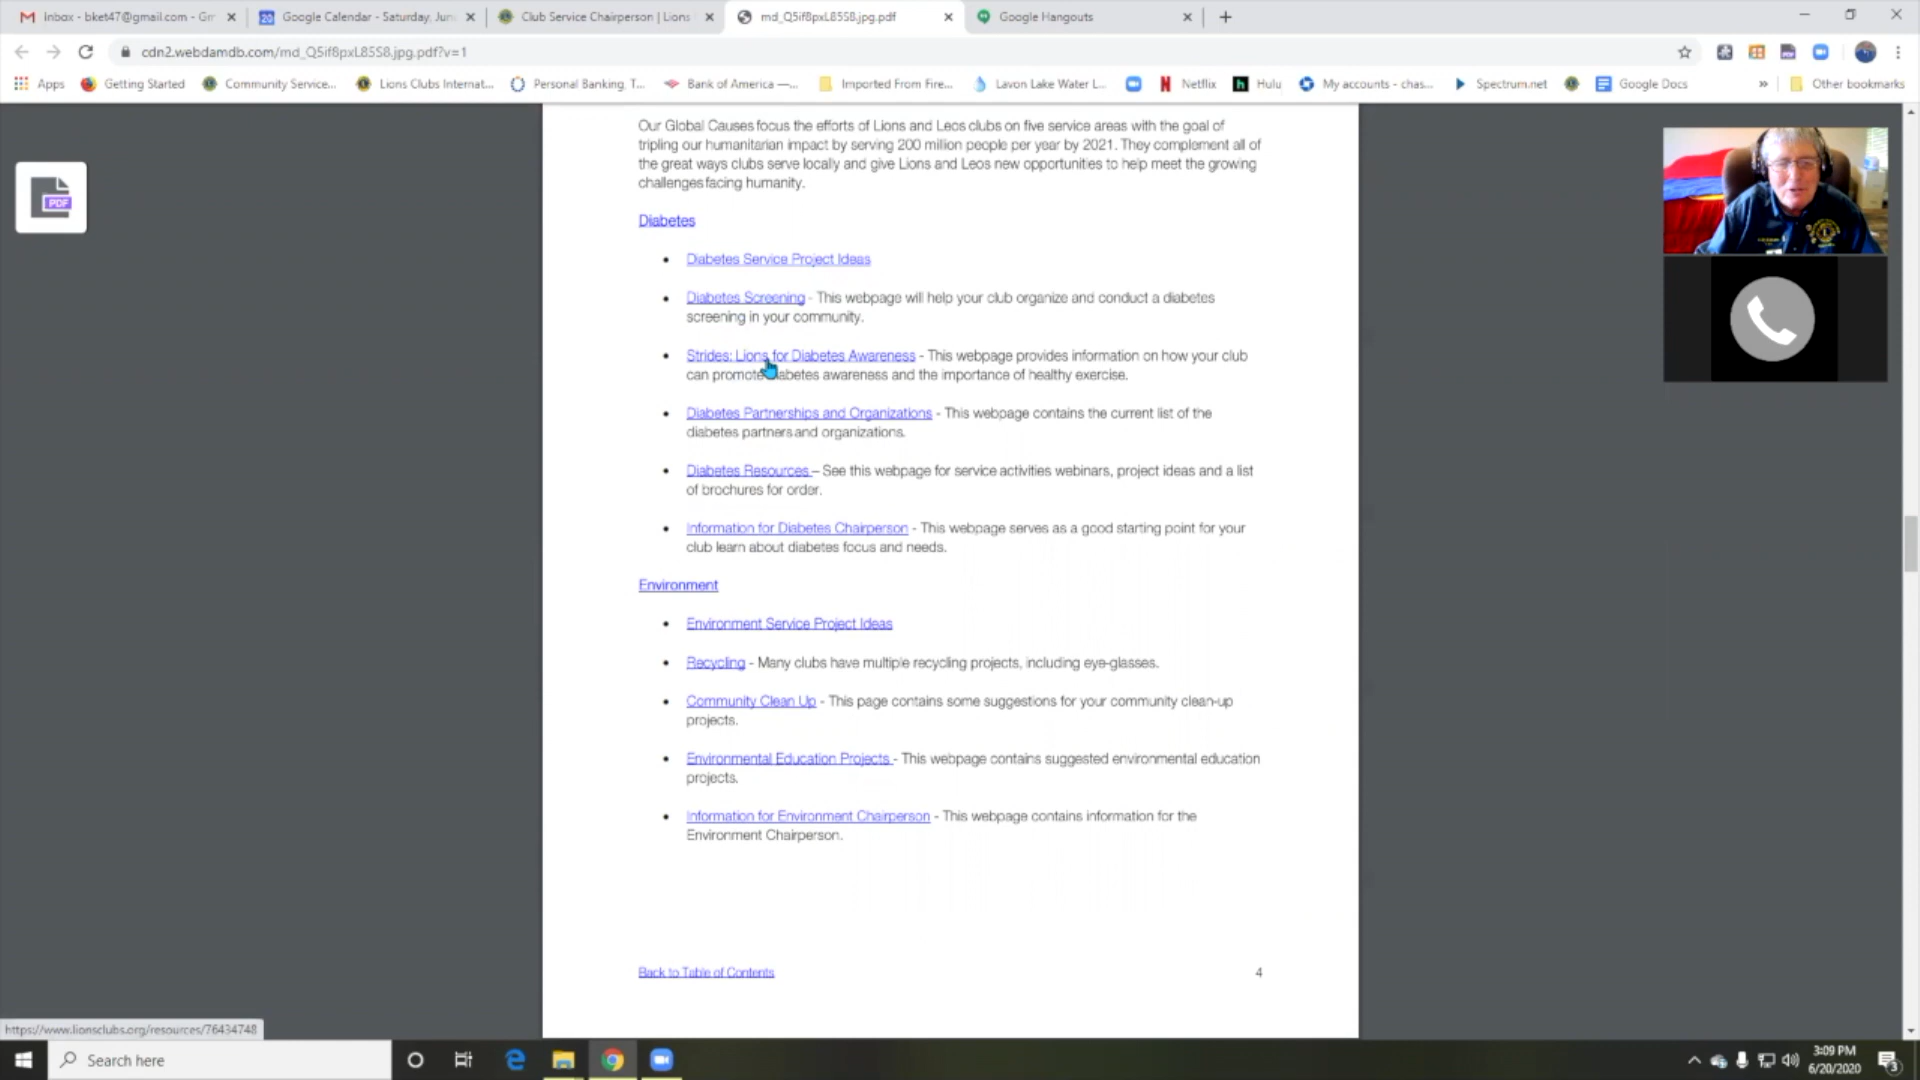 Inbox - bket47@gmail.com - Gm
Google Calendar - Saturday, Jun
Club Service Chairperson | Lions
md_Q5if8pxL85S8.jpg.pdf
Google Hangouts
cdn2.webdamdb.com/md_Q5if8pxL85S8.jpg.pdf?v=1
Apps
Getting Started
Community Service...
Lions Clubs Internat...
Personal Banking, T...
Bank of America —...
Imported From Fire...
Lavon Lake Water L...
Netflix
Hulu
My accounts - chas...
Spectrum.net
Google Docs
»
Other bookmarks
PDF
Our Global Causes focus the efforts of Lions and Leos clubs on five service areas with the goal of
tripling our humanitarian impact by serving 200 million people per year by 2021. They complement all of
the great ways clubs serve locally and give Lions and Leos new opportunities to help meet the growing
challenges facing humanity.
Diabetes
• Diabetes Service Project Ideas
• Diabetes Screening - This webpage will help your club organize and conduct a diabetes
screening in your community.
• Strides: Lions for Diabetes Awareness - This webpage provides information on how your club
can promote diabetes awareness and the importance of healthy exercise.
• Diabetes Partnerships and Organizations - This webpage contains the current list of the
diabetes partners and organizations.
• Diabetes Resources – See this webpage for service activities webinars, project ideas and a list
of brochures for order.
• Information for Diabetes Chairperson - This webpage serves as a good starting point for your
club learn about diabetes focus and needs.
Environment
• Environment Service Project Ideas
• Recycling - Many clubs have multiple recycling projects, including eye-glasses.
• Community Clean Up - This page contains some suggestions for your community clean-up
projects.
• Environmental Education Projects - This webpage contains suggested environmental education
projects.
• Information for Environment Chairperson - This webpage contains information for the
Environment Chairperson.
Back to Table of Contents
4
https://www.lionsclubs.org/resources/76434748
Search here
3:09 PM
6/20/2020
3